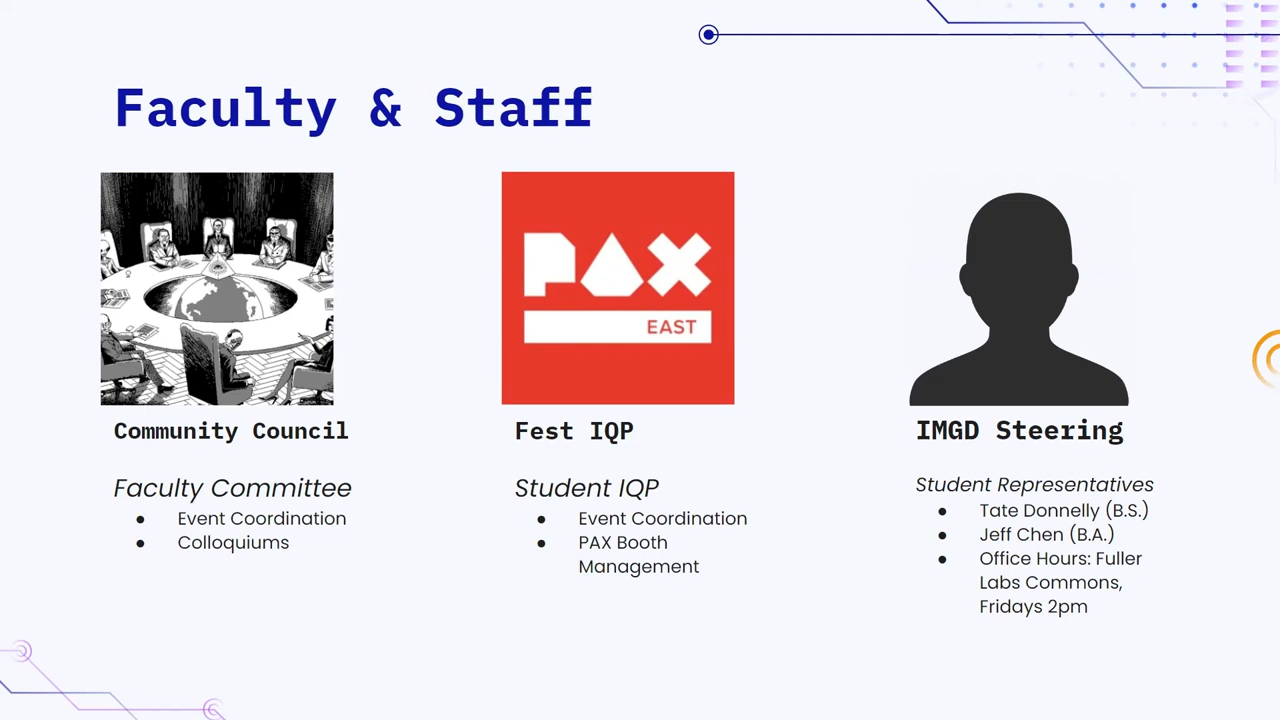 Faculty & Staff
PAX
EAST
Community Council
Faculty Committee
● Event Coordination
● Colloquiums
Fest IQP
Student IQP
● Event Coordination
● PAX Booth
Management
IMGD Steering
Student Representatives
● Tate Donnelly (B.S.)
● Jeff Chen (B.A.)
● Office Hours: Fuller
Labs Commons,
Fridays 2pm